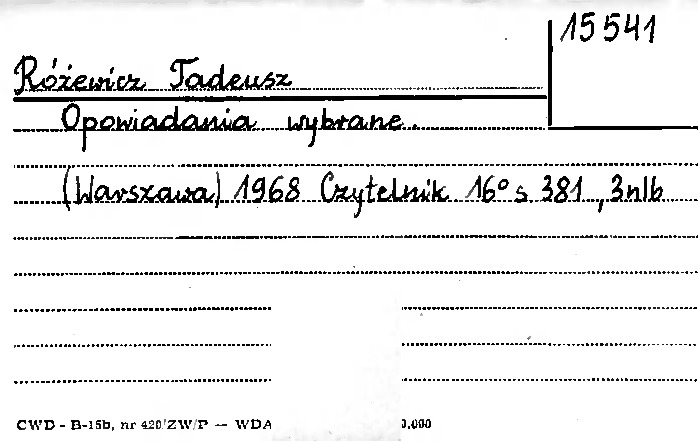 15541
Różewicz Tadeusz
Opowiadania wybrane.
(Warszawa) 1968 Czytelnik 16° s 381, 3nlb
CWD - B-15b, nr 420/ZW/P — WDA 0.000